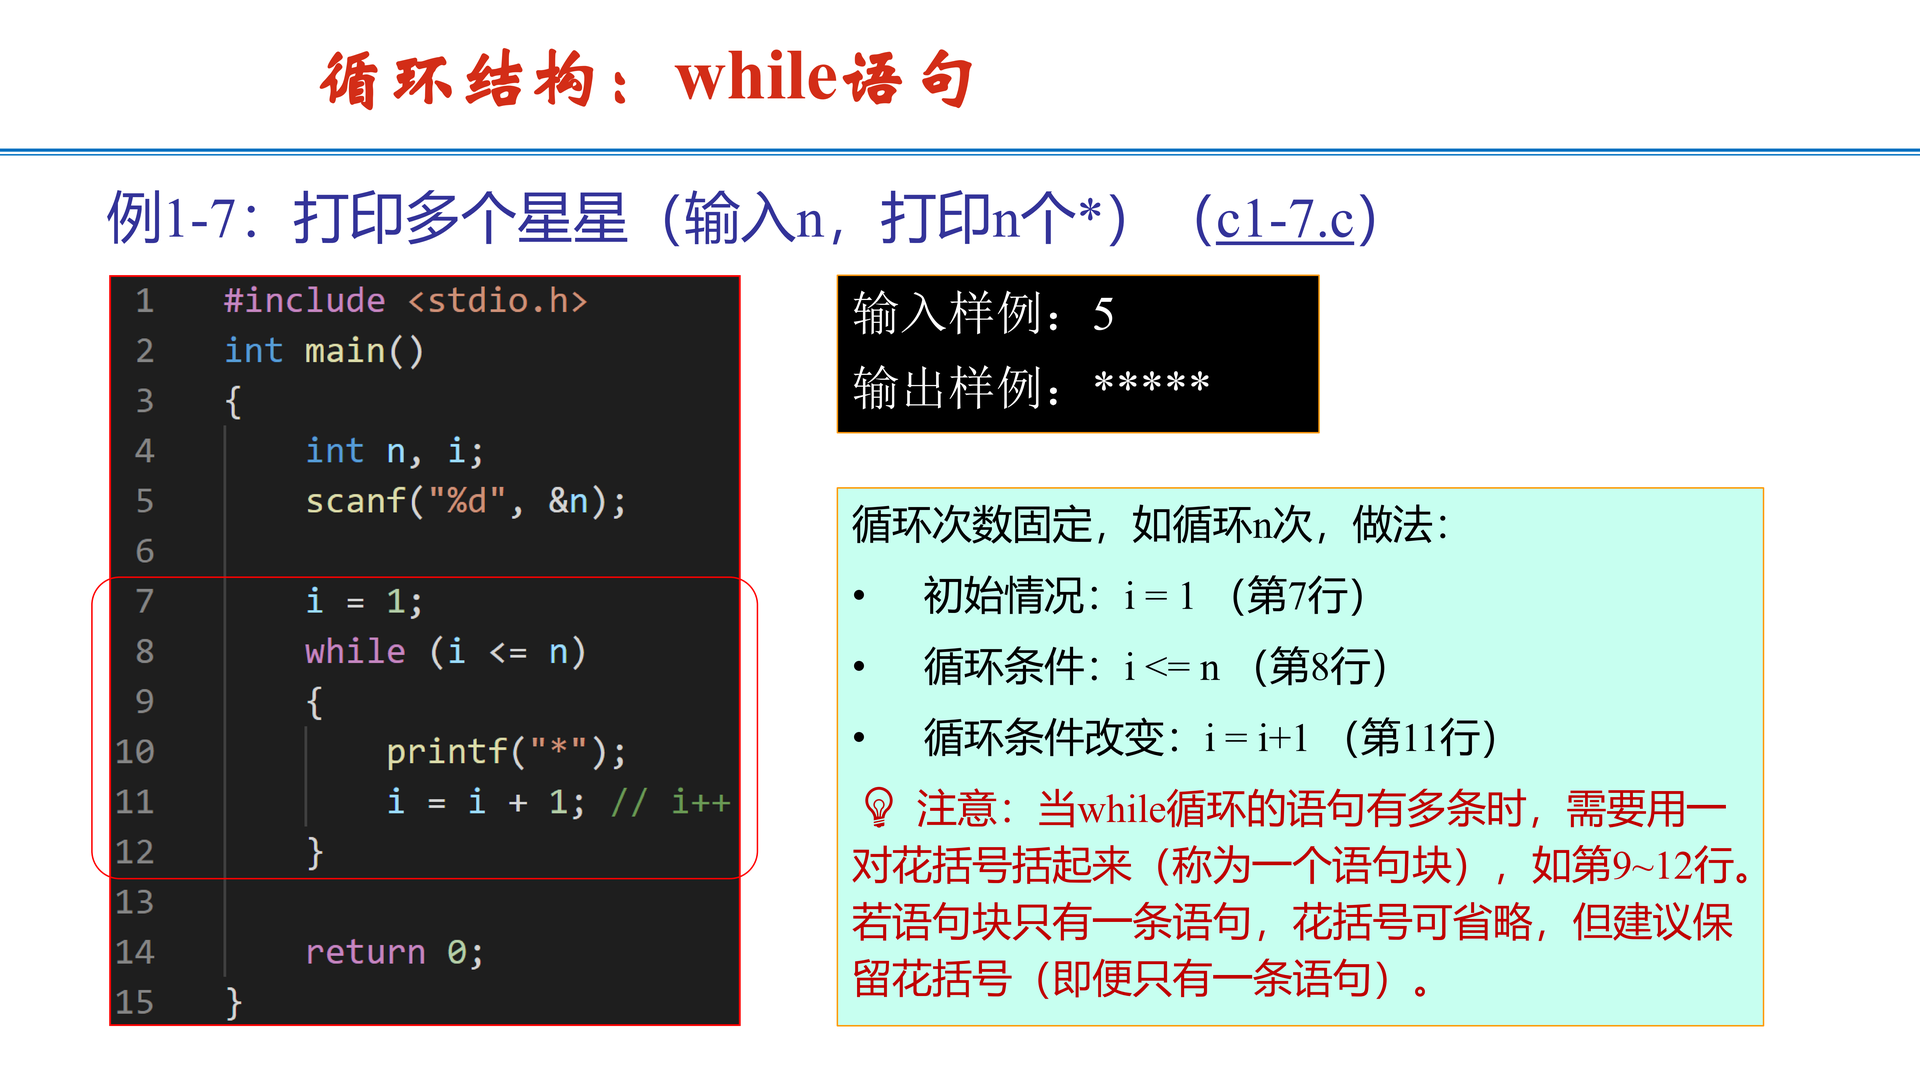 循环结构：while语句
例1-7：打印多个星星（输入n，打印n个*）（c1-7.c）
1 #include <stdio.h>
2 int main()
3 {
4 int n, i;
5 scanf("%d", &n);
6
7 i = 1;
8 while (i <= n)
9 {
10 printf("*");
11 i = i + 1; // i++
12 }
13
14 return 0;
15 }
输入样例：5
输出样例：*****
循环次数固定，如循环n次，做法：
• 初始情况：i = 1 （第7行）
• 循环条件：i <= n （第8行）
• 循环条件改变：i = i+1 （第11行）
注意：当while循环的语句有多条时，需要用一
对花括号括起来（称为一个语句块），如第9~12行。
若语句块只有一条语句，花括号可省略，但建议保
留花括号（即便只有一条语句）。